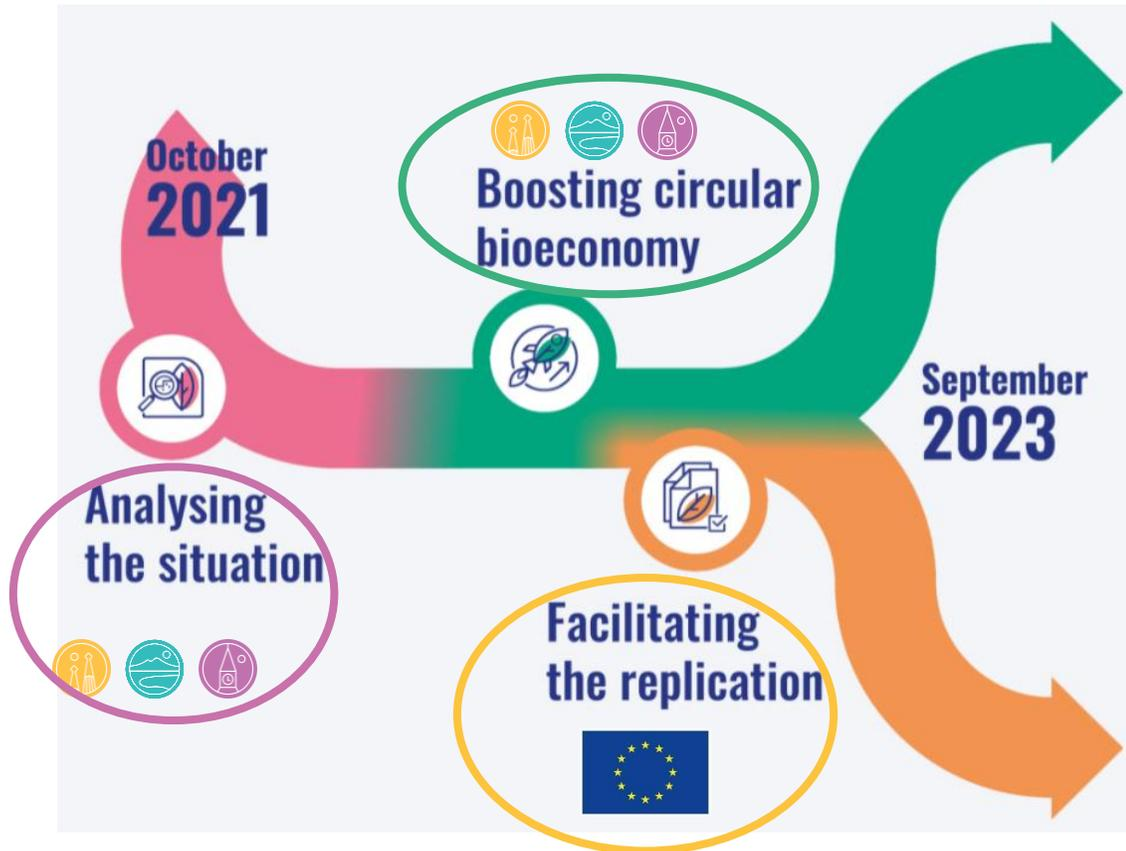 October
2021
Boosting circular
bioeconomy
September
2023
Analysing
the situation
Facilitating
the replication